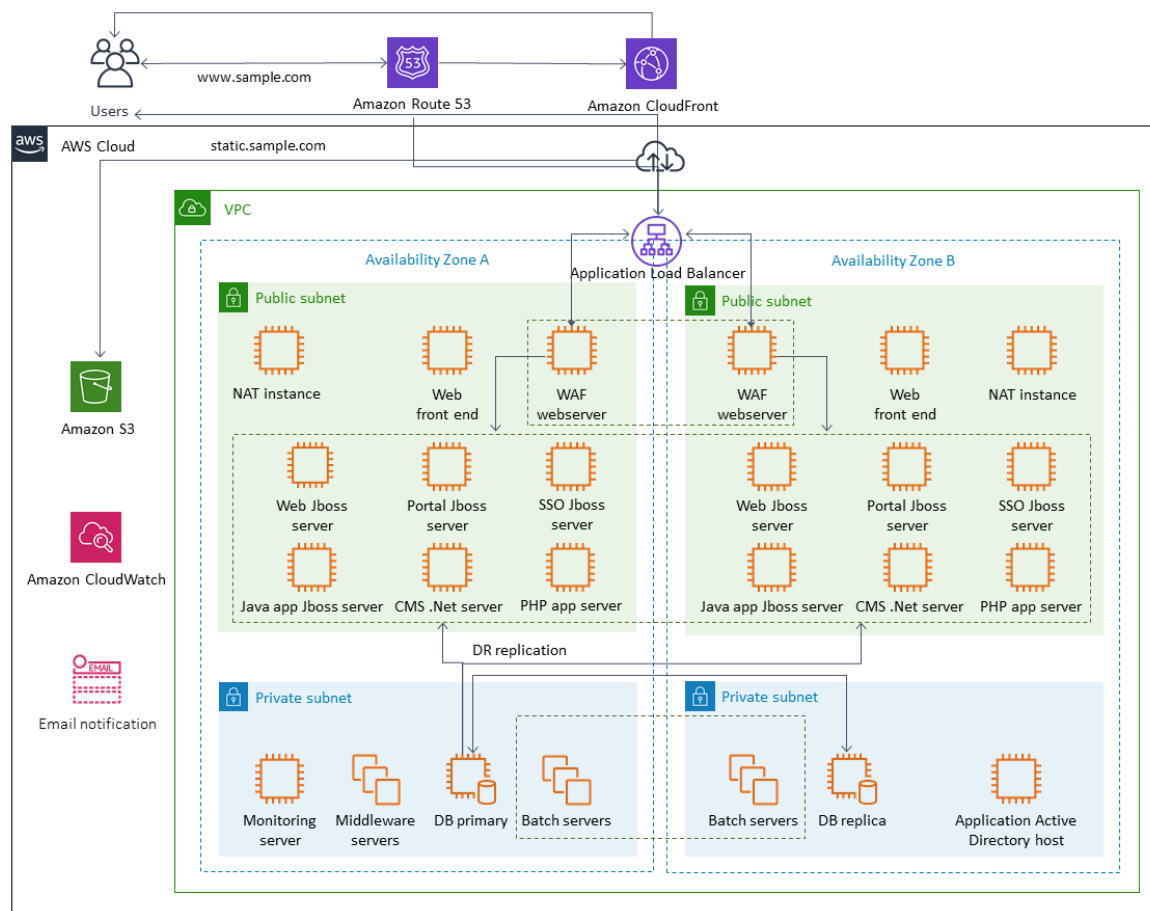 www.sample.com
53
Users
Amazon Route 53
Amazon CloudFront
aws
AWS Cloud
static.sample.com
VPC
Availability Zone A
Application Load Balancer
Availability Zone B
Public subnet
Public subnet
NAT instance
Web
front end
WAF
webserver
WAF
webserver
Web
front end
NAT instance
Amazon S3
Web Jboss
server
Portal Jboss
server
SSO Jboss
server
Web Jboss
server
Portal Jboss
server
SSO Jboss
server
Amazon CloudWatch
Java app Jboss server
CMS .Net server
PHP app server
Java app Jboss server
CMS .Net server
PHP app server
DR replication
EMAIL
Email notification
Private subnet
Private subnet
Monitoring
server
Middleware
servers
DB primary
Batch servers
Batch servers
DB replica
Application Active
Directory host